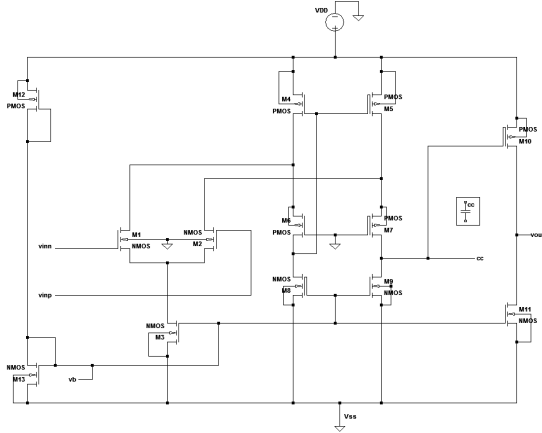 VDD
M12
PMOS
M4
PMOS
PMOS
M5
PMOS
M10
cc
NMOS
M1
NMOS
M2
M6
PMOS
PMOS
M7
vinn
vou
cc
NMOS
M8
M9
NMOS
vinp
M11
NMOS
NMOS
M3
NMOS
M13
vb
Vss